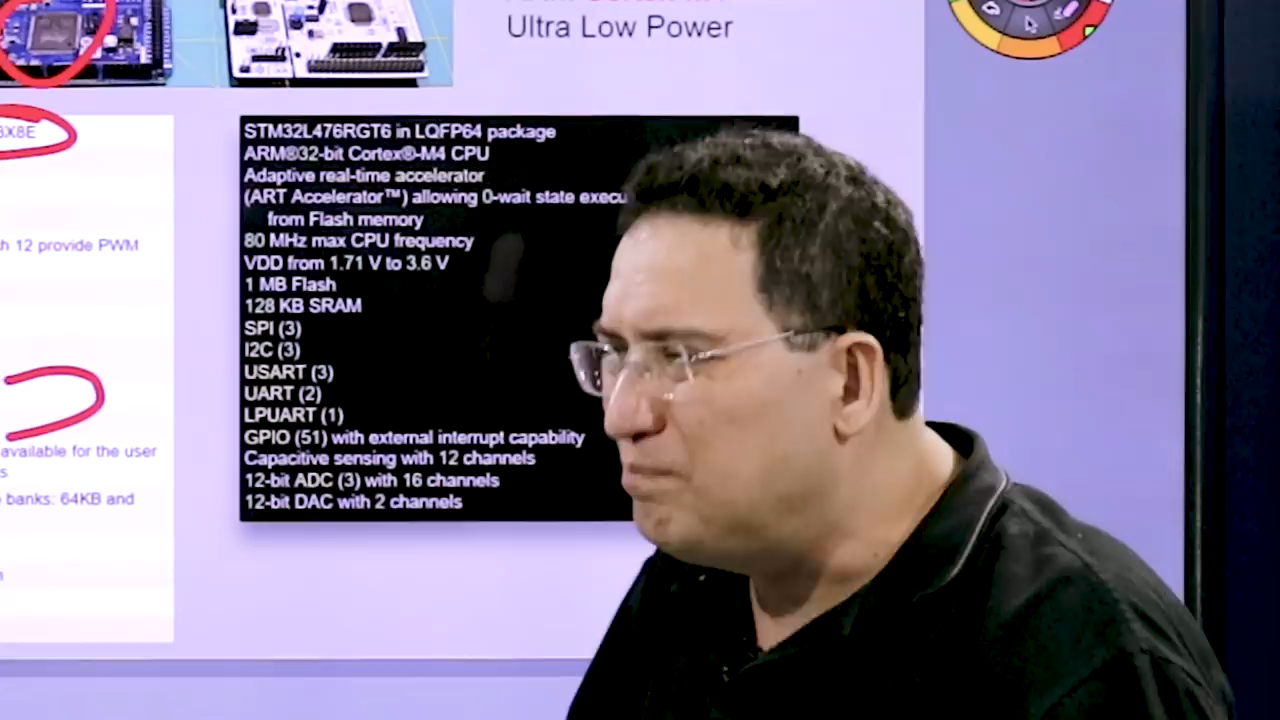 Ultra Low Power
3X8E
STM32L476RGT6 in LQFP64 package
ARM®32-bit Cortex®-M4 CPU
Adaptive real-time accelerator
(ART Accelerator™) allowing 0-wait state execu
from Flash memory
80 MHz max CPU frequency
VDD from 1.71 V to 3.6 V
1 MB Flash
128 KB SRAM
SPI (3)
I2C (3)
USART (3)
UART (2)
LPUART (1)
GPIO (51) with external interrupt capability
Capacitive sensing with 12 channels
12-bit ADC (3) with 16 channels
12-bit DAC with 2 channels
h 12 provide PWM
available for the user
s
banks: 64KB and